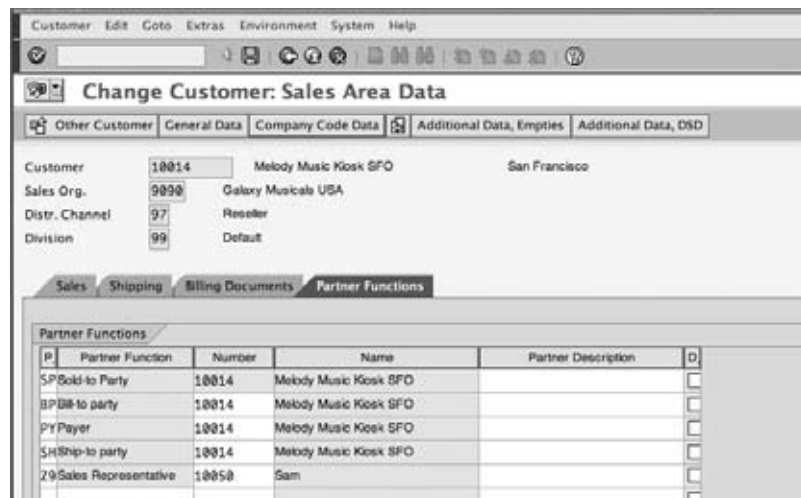 Customer Edit Goto Extras Environment System Help
Change Customer: Sales Area Data
Other Customer General Data Company Code Data Additional Data, Empties Additional Data, DSD
Customer 10014 Melody Music Kiosk SFO San Francisco
Sales Org. 9090 Galaxy Musicals USA
Distr. Channel 97 Reseller
Division 99 Default
Sales Shipping Billing Documents Partner Functions
Partner Functions
P. Partner Function Number Name Partner Description D.
SP Sold-to Party 10014 Melody Music Kiosk SFO
BP Bill-to party 10014 Melody Music Kiosk SFO
PY Payer 10014 Melody Music Kiosk SFO
SH Ship-to party 10014 Melody Music Kiosk SFO
Z9 Sales Representative 10050 Sam